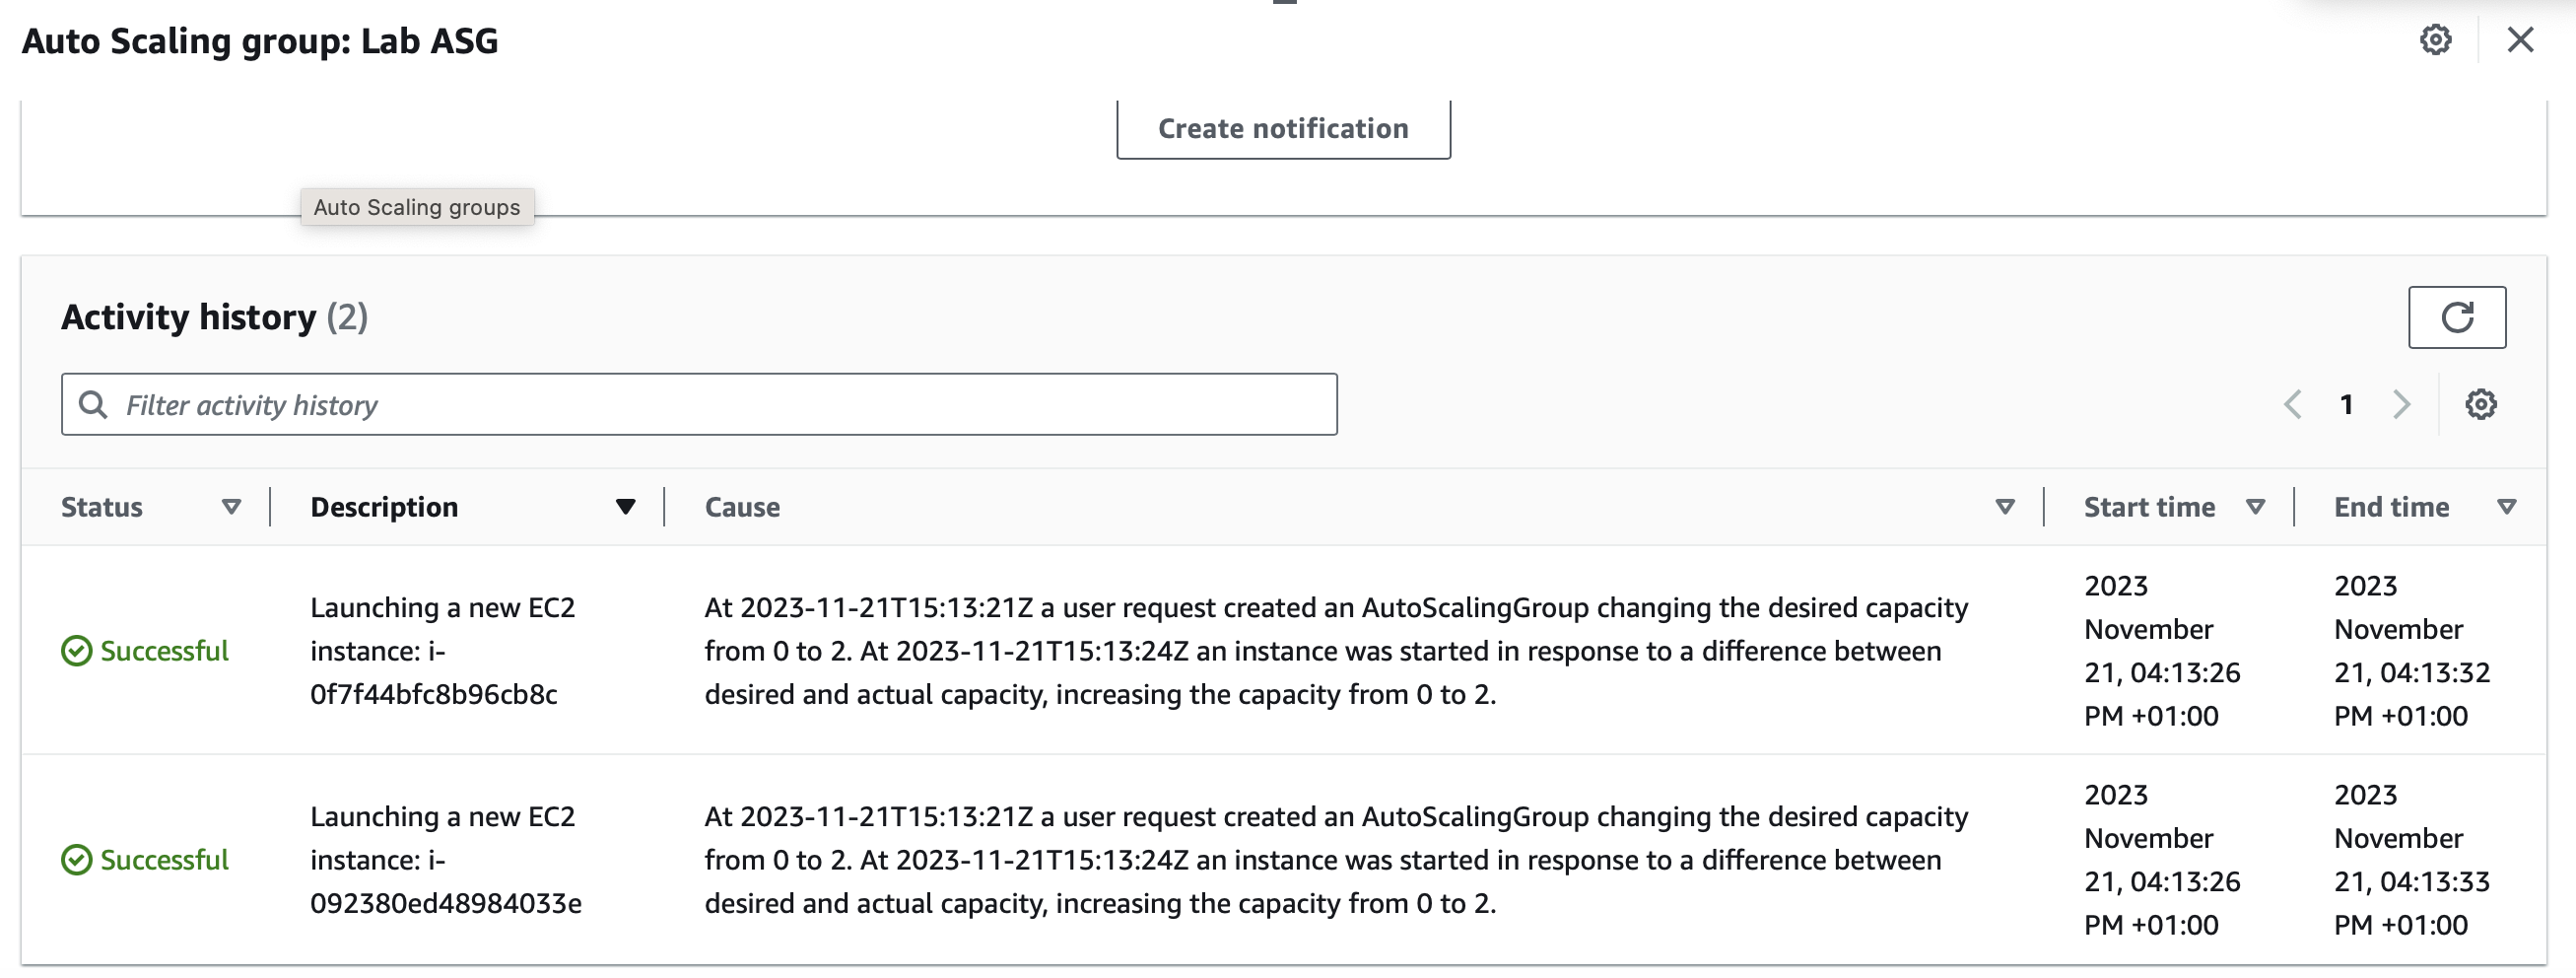 Auto Scaling group: Lab ASG
Create notification
Auto Scaling groups
Activity history (2)
Filter activity history
1
Status Description Cause Start time End time
Successful
Launching a new EC2
instance: i-
0f7f44bfc8b96cb8c
At 2023-11-21T15:13:21Z a user request created an AutoScalingGroup changing the desired capacity
from 0 to 2. At 2023-11-21T15:13:24Z an instance was started in response to a difference between
desired and actual capacity, increasing the capacity from 0 to 2.
2023
November
21, 04:13:26
PM +01:00
2023
November
21, 04:13:32
PM +01:00
Successful
Launching a new EC2
instance: i-
092380ed48984033e
At 2023-11-21T15:13:21Z a user request created an AutoScalingGroup changing the desired capacity
from 0 to 2. At 2023-11-21T15:13:24Z an instance was started in response to a difference between
desired and actual capacity, increasing the capacity from 0 to 2.
2023
November
21, 04:13:26
PM +01:00
2023
November
21, 04:13:33
PM +01:00